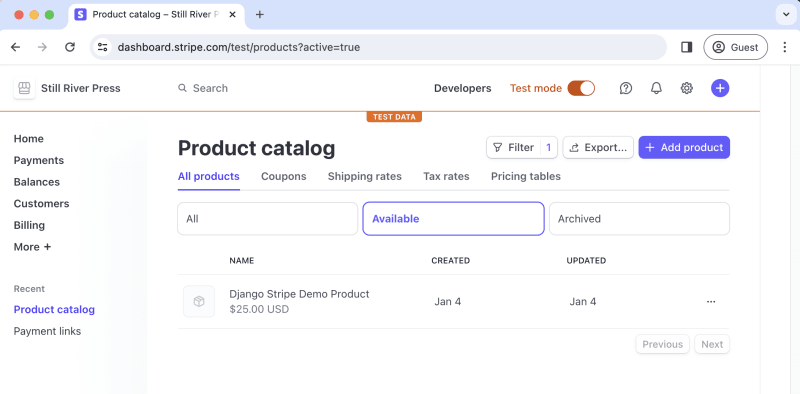 Product catalog – Still River P
dashboard.stripe.com/test/products?active=true
Guest
Still River Press
Search
Developers
Test mode
TEST DATA
Home
Payments
Balances
Customers
Billing
More +
Recent
Product catalog
Payment links
Product catalog
Filter 1
Export...
+ Add product
All products
Coupons
Shipping rates
Tax rates
Pricing tables
All
Available
Archived
NAME
CREATED
UPDATED
Django Stripe Demo Product
$25.00 USD
Jan 4
Jan 4
Previous
Next